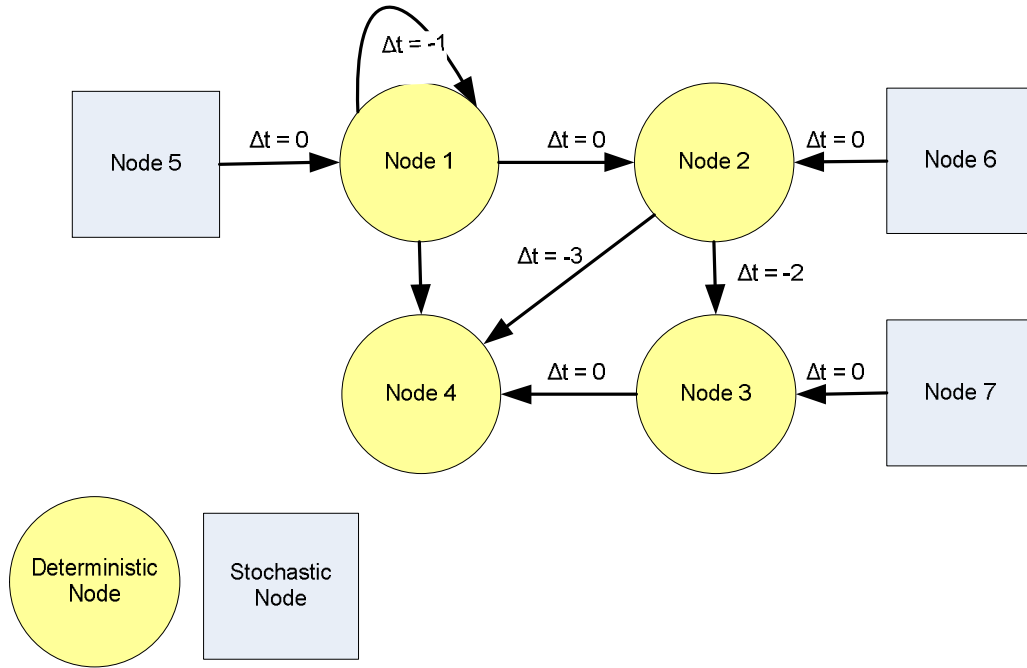 Δt = -1
Node 5
Δt = 0
Node 1
Δt = 0
Node 2
Δt = 0
Node 6
Δt = -3
Δt = -2
Node 4
Δt = 0
Node 3
Δt = 0
Node 7
Deterministic
Node
Stochastic
Node